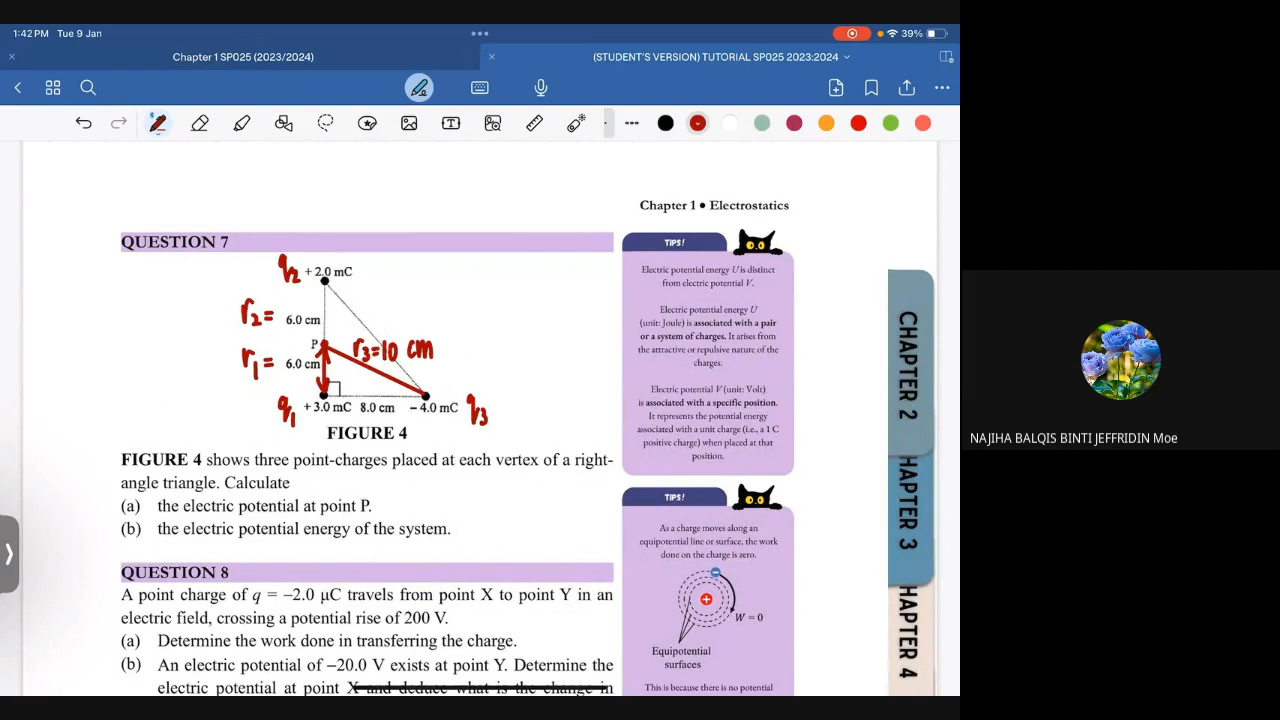 1:42 PM Tue 9 Jan
39%
Chapter 1 SP025 (2023/2024)
(STUDENT'S VERSION) TUTORIAL SP025 2023:2024
Chapter 1 • Electrostatics
QUESTION 7
q2 + 2.0 mC
r2 = 6.0 cm
P r3=10 cm
r1 = 6.0 cm
q1 + 3.0 mC 8.0 cm − 4.0 mC q3
FIGURE 4
FIGURE 4 shows three point-charges placed at each vertex of a right-
angle triangle. Calculate
(a) the electric potential at point P.
(b) the electric potential energy of the system.
QUESTION 8
A point charge of q = −2.0 μC travels from point X to point Y in an
electric field, crossing a potential rise of 200 V.
(a) Determine the work done in transferring the charge.
(b) An electric potential of −20.0 V exists at point Y. Determine the
electric potential at point X and deduce what is the change in
TIPS!
Electric potential energy U is distinct
from electric potential V.
Electric potential energy U
(unit: Joule) is associated with a pair
or a system of charges. It arises from
the attractive or repulsive nature of the
charges.
Electric potential V (unit: Volt)
is associated with a specific position.
It represents the potential energy
associated with a unit charge (i.e., a 1 C
positive charge) when placed at that
position.
TIPS!
As a charge moves along an
equipotential line or surface, the work
done on the charge is zero.
W = 0
Equipotential
surfaces
This is because there is no potential
CHAPTER 2
HAPTER 3
HAPTER 4
NAJIHA BALQIS BINTI JEFFRIDIN Moe